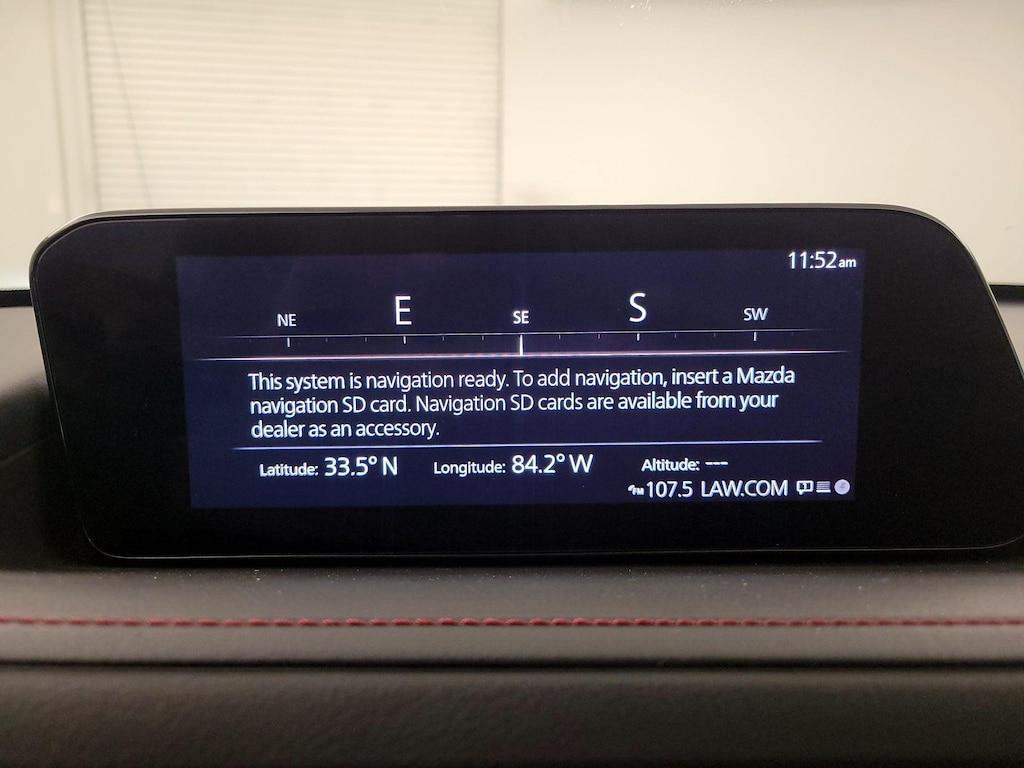 11:52am
NE E SE S SW
This system is navigation ready. To add navigation, insert a Mazda
navigation SD card. Navigation SD cards are available from your
dealer as an accessory.
Latitude: 33.5° N Longitude: 84.2° W Altitude: ---
FM 107.5 LAW.COM